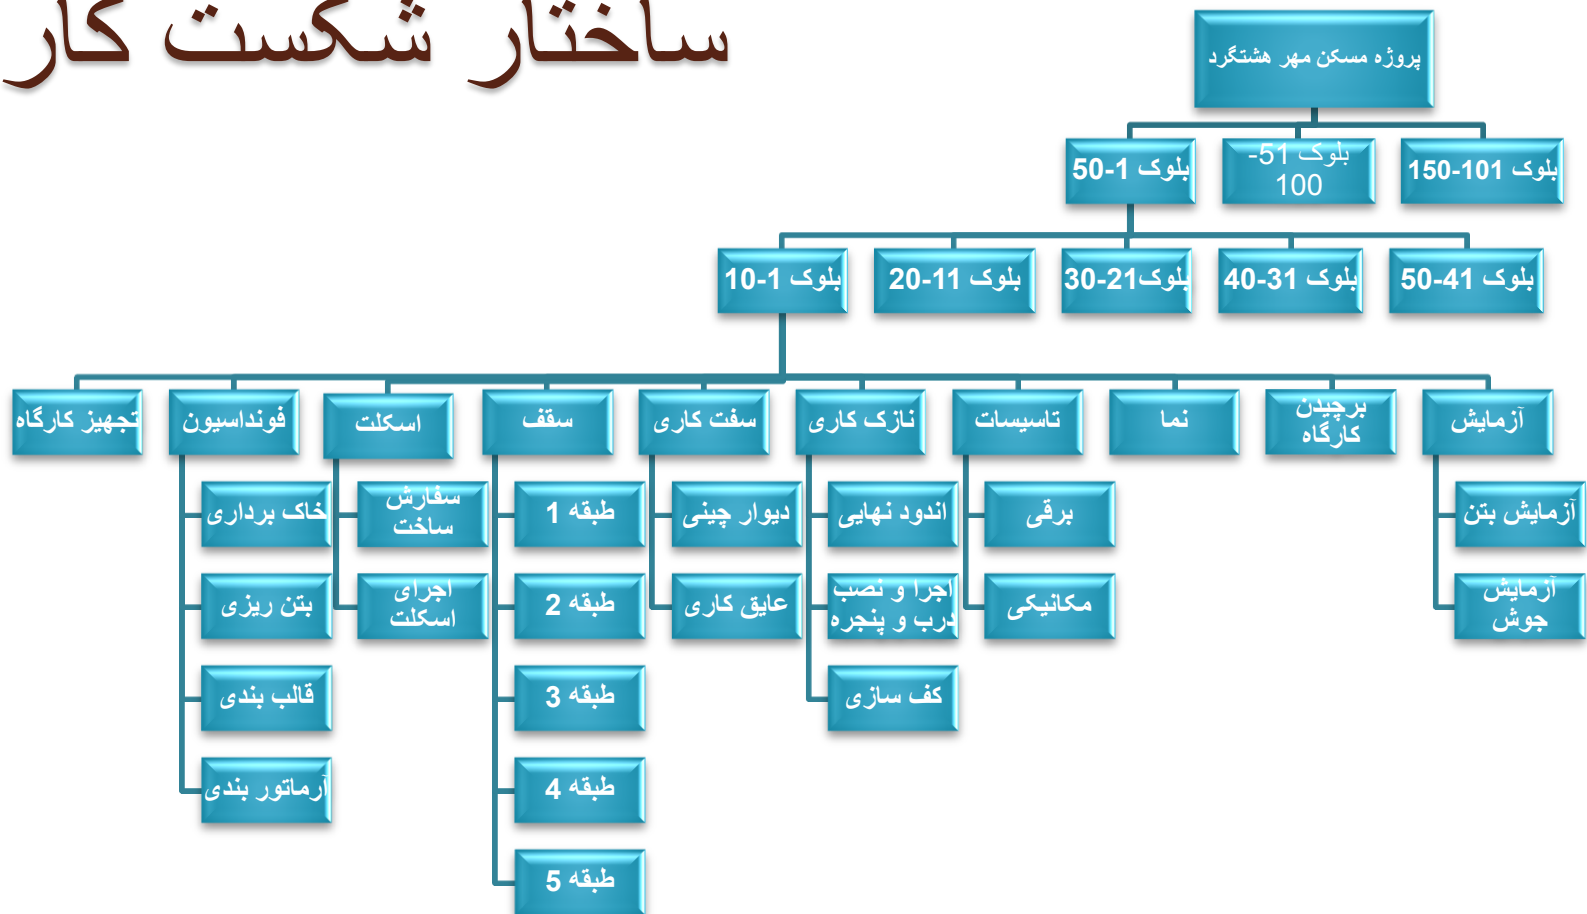 ساختار شکست کار
پروژه مسکن مهر هشتگرد
بلوک 101-150
بلوک 51-
100
بلوک 1-50
بلوک 41-50
بلوک 31-40
بلوک21-30
بلوک 11-20
بلوک 1-10
آزمایش
برچیدن
کارگاه
نما
تاسیسات
نازک کاری
سفت کاری
سقف
اسکلت
فونداسیون
تجهیز کارگاه
آزمایش بتن
برقی
اندود نهایی
دیوار چینی
طبقه 1
سفارش
ساخت
خاک برداری
آزمایش
جوش
مکانیکی
اجرا و نصب
درب و پنجره
عایق کاری
طبقه 2
اجرای
اسکلت
بتن ریزی
کف سازی
طبقه 3
قالب بندی
طبقه 4
آرماتور بندی
طبقه 5